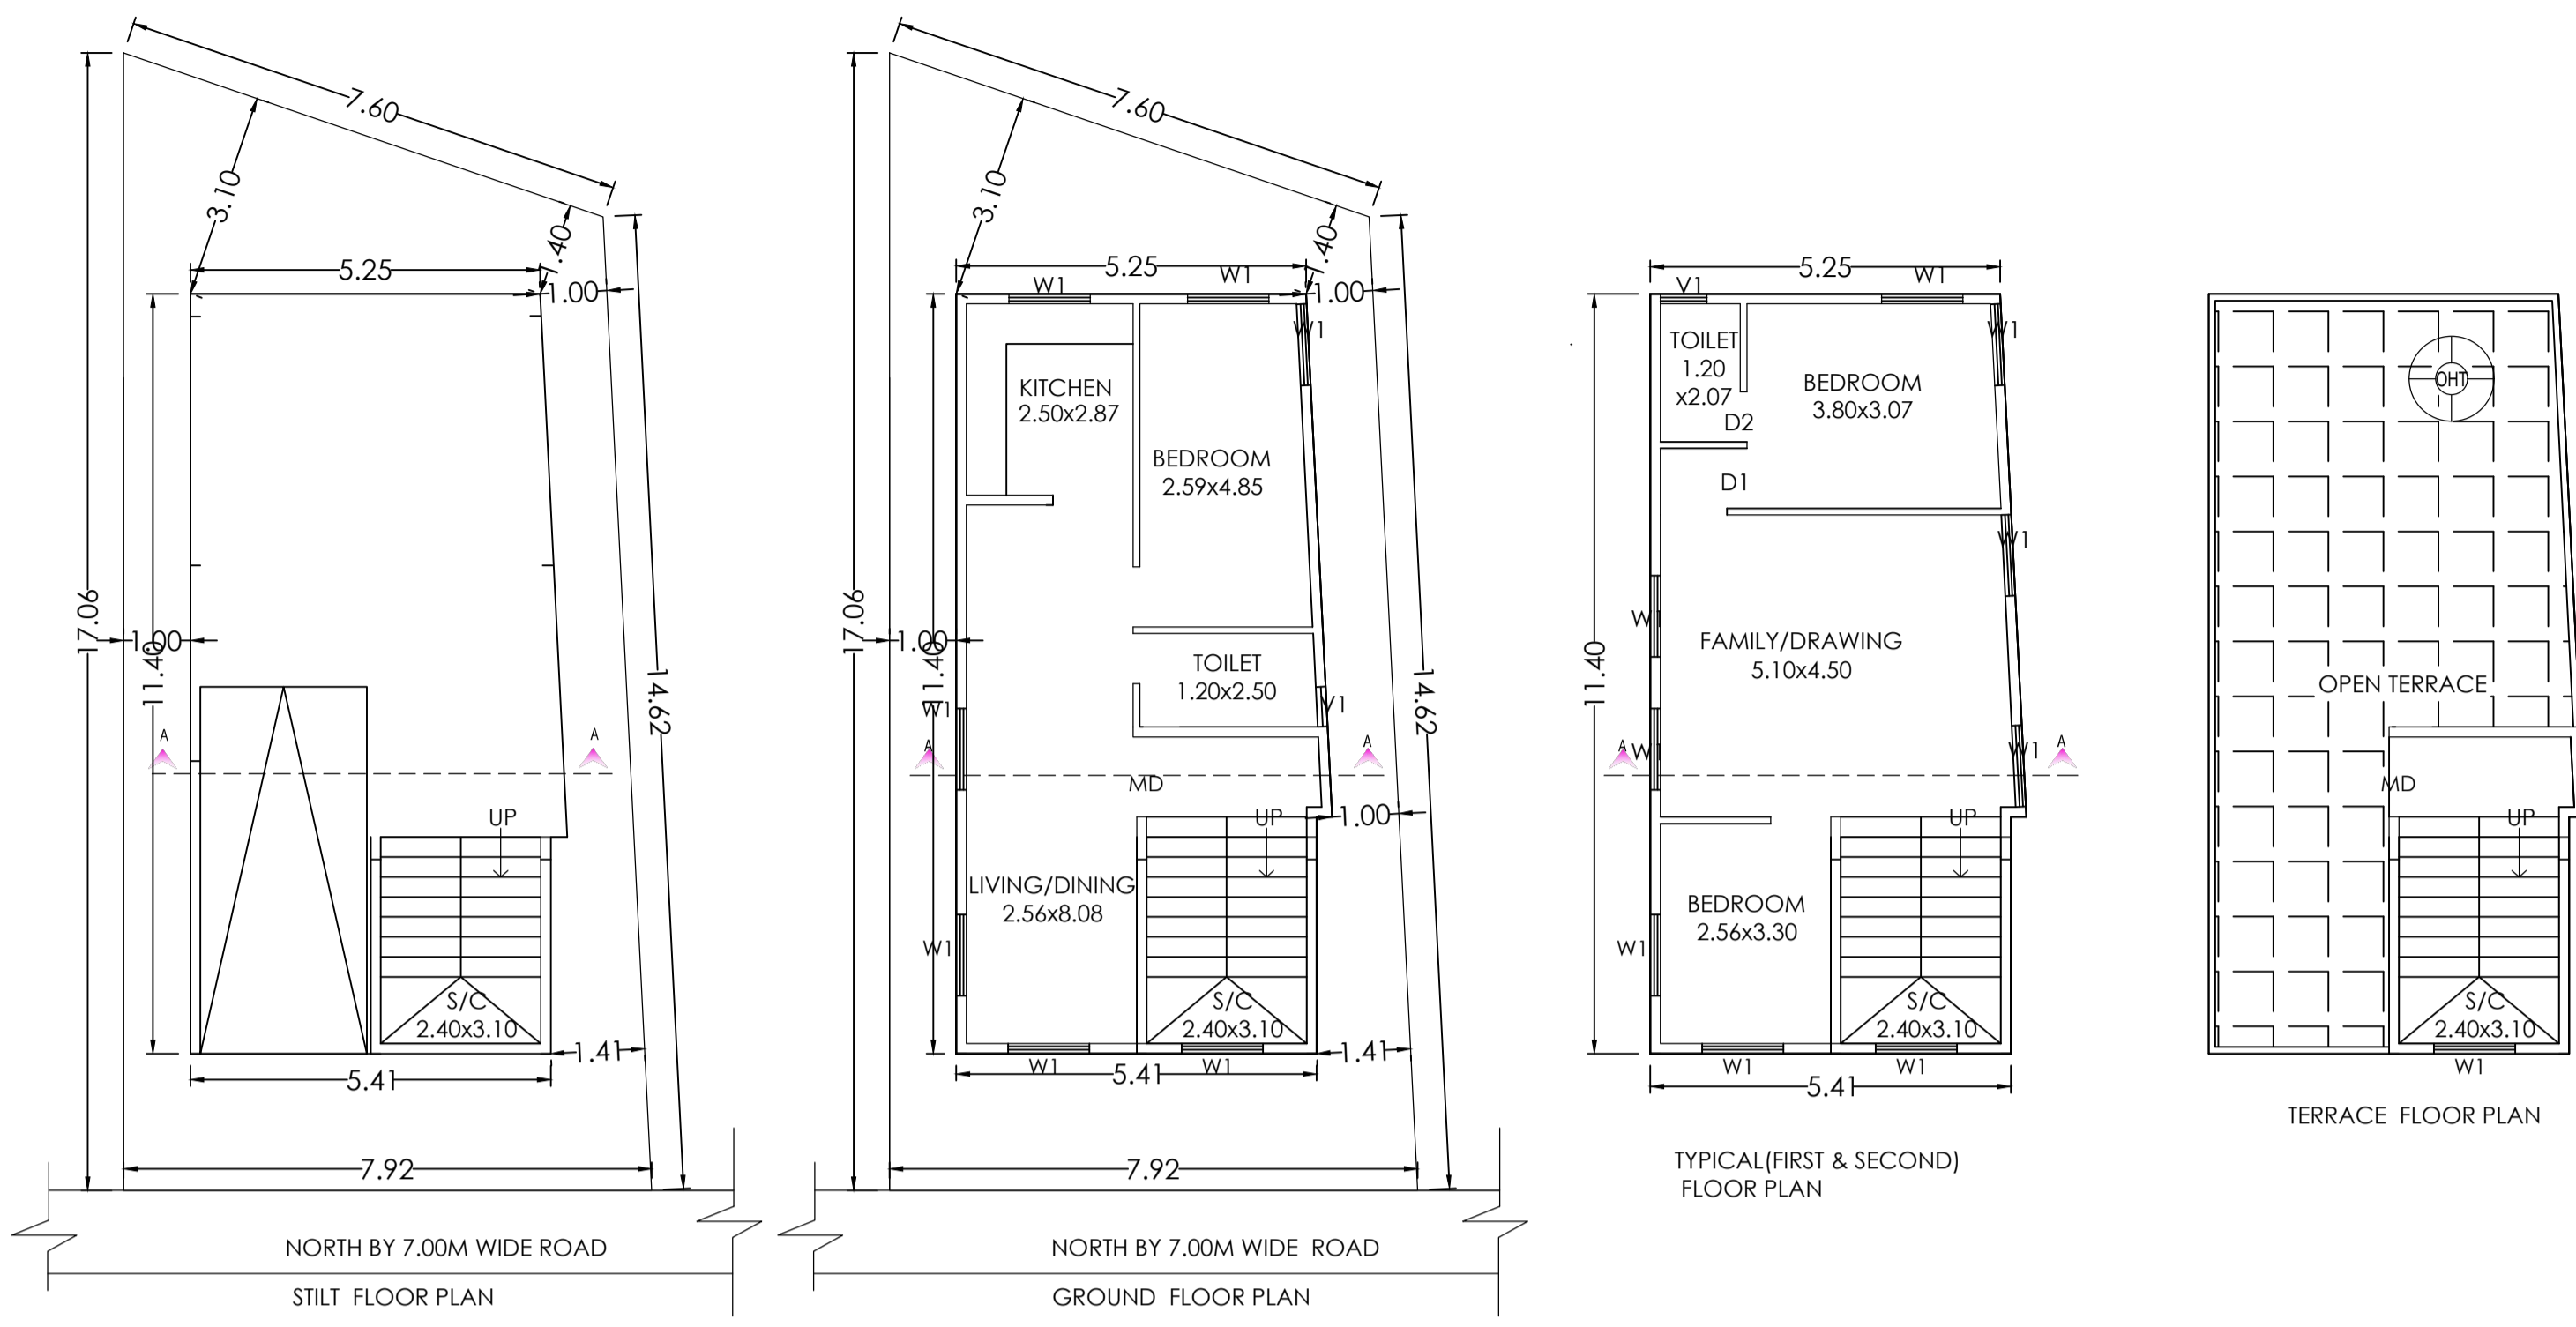 7.60
3.10
1.40
5.25
1.00
17.06
1.00
11.40
14.62
A
A
UP
S/C
2.40x3.10
1.41
5.41
7.92
NORTH BY 7.00M WIDE ROAD
STILT FLOOR PLAN
7.60
3.10
1.40
5.25
W1
W1
1.00
W1
KITCHEN
2.50x2.87
BEDROOM
2.59x4.85
17.06
1.00
11.40
TOILET
1.20x2.50
V1
W1
14.62
A
A
MD
UP
1.00
LIVING/DINING
2.56x8.08
W1
S/C
2.40x3.10
1.41
W1
5.41
W1
7.92
NORTH BY 7.00M WIDE ROAD
GROUND FLOOR PLAN
5.25
V1
W1
W1
TOILET
1.20
x2.07
BEDROOM
3.80x3.07
D2
D1
W1
W1
FAMILY/DRAWING
5.10x4.50
11.40
A
W1
W1
A
UP
BEDROOM
2.56x3.30
W1
S/C
2.40x3.10
W1
W1
5.41
TYPICAL(FIRST & SECOND)
FLOOR PLAN
OHT
OPEN TERRACE
MD
UP
S/C
2.40x3.10
W1
TERRACE FLOOR PLAN